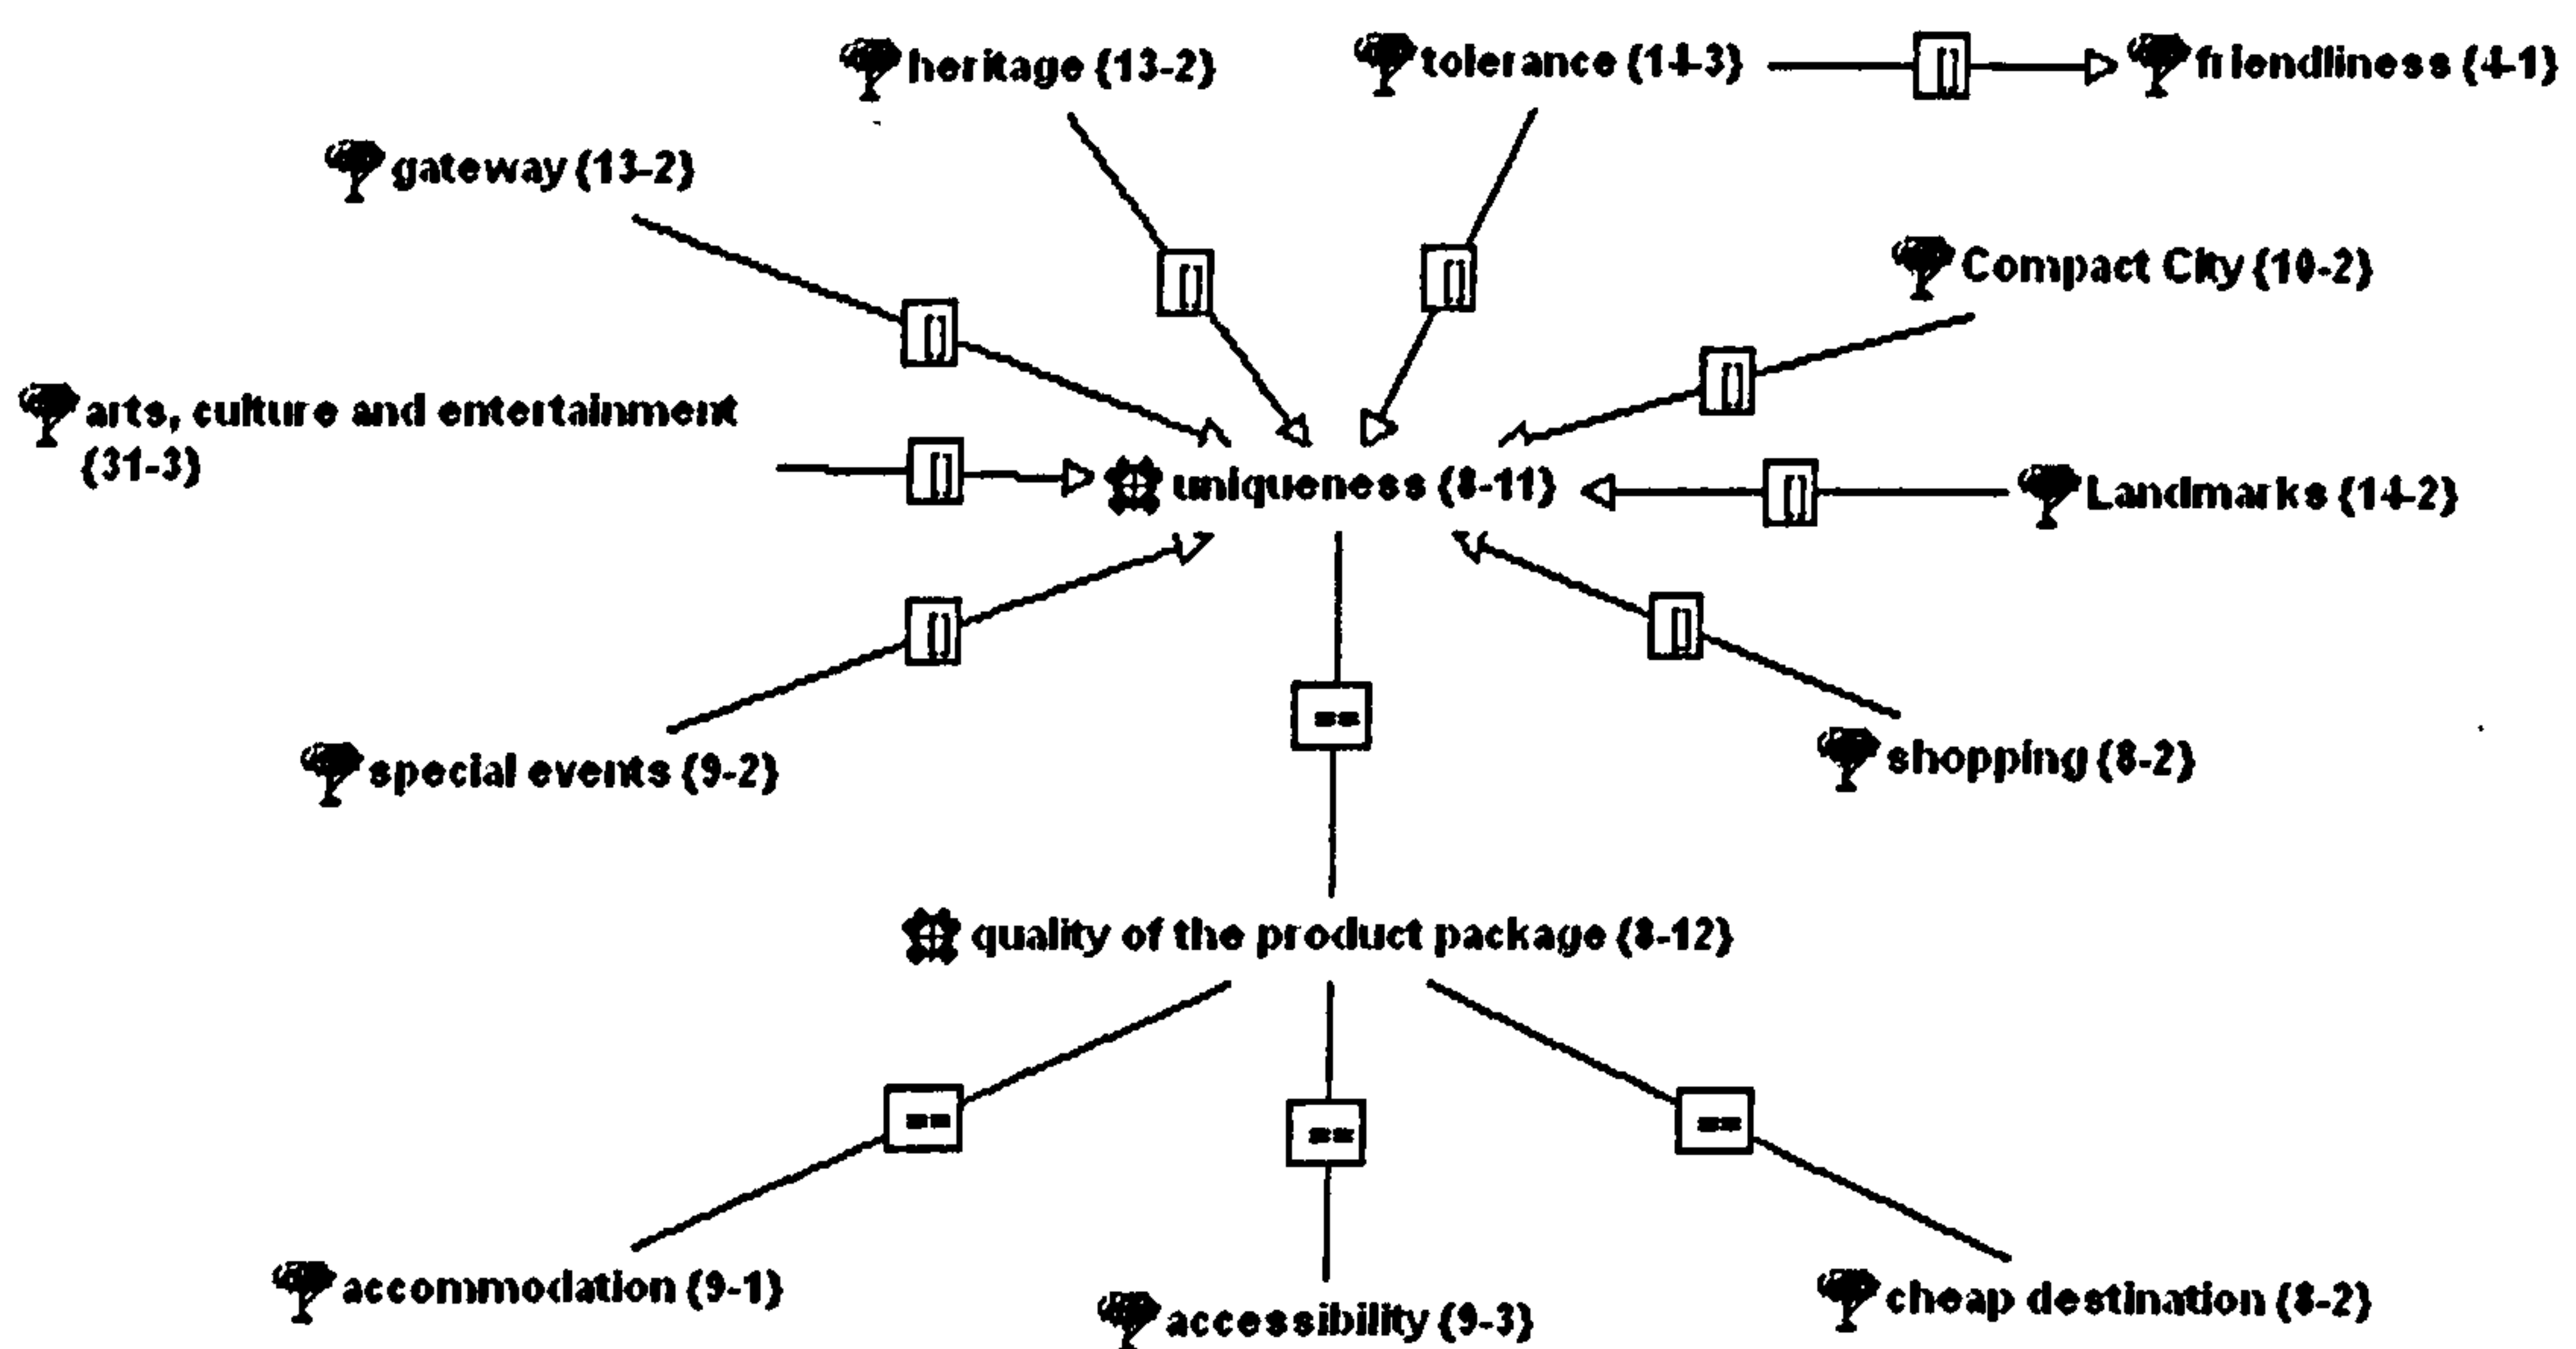 heritage {13-2}
tolerance {14-3}
[]
friendliness {4-1}
gateway {13-2}
[]
[]
Compact City {10-2}
[]
[]
arts, culture and entertainment
{31-3}
[]
uniqueness {8-11}
[]
Landmarks {14-2}
[]
[]
special events {9-2}
==
shopping {8-2}
quality of the product package {8-12}
==
==
==
accommodation {9-1}
accessibility {9-3}
cheap destination {8-2}